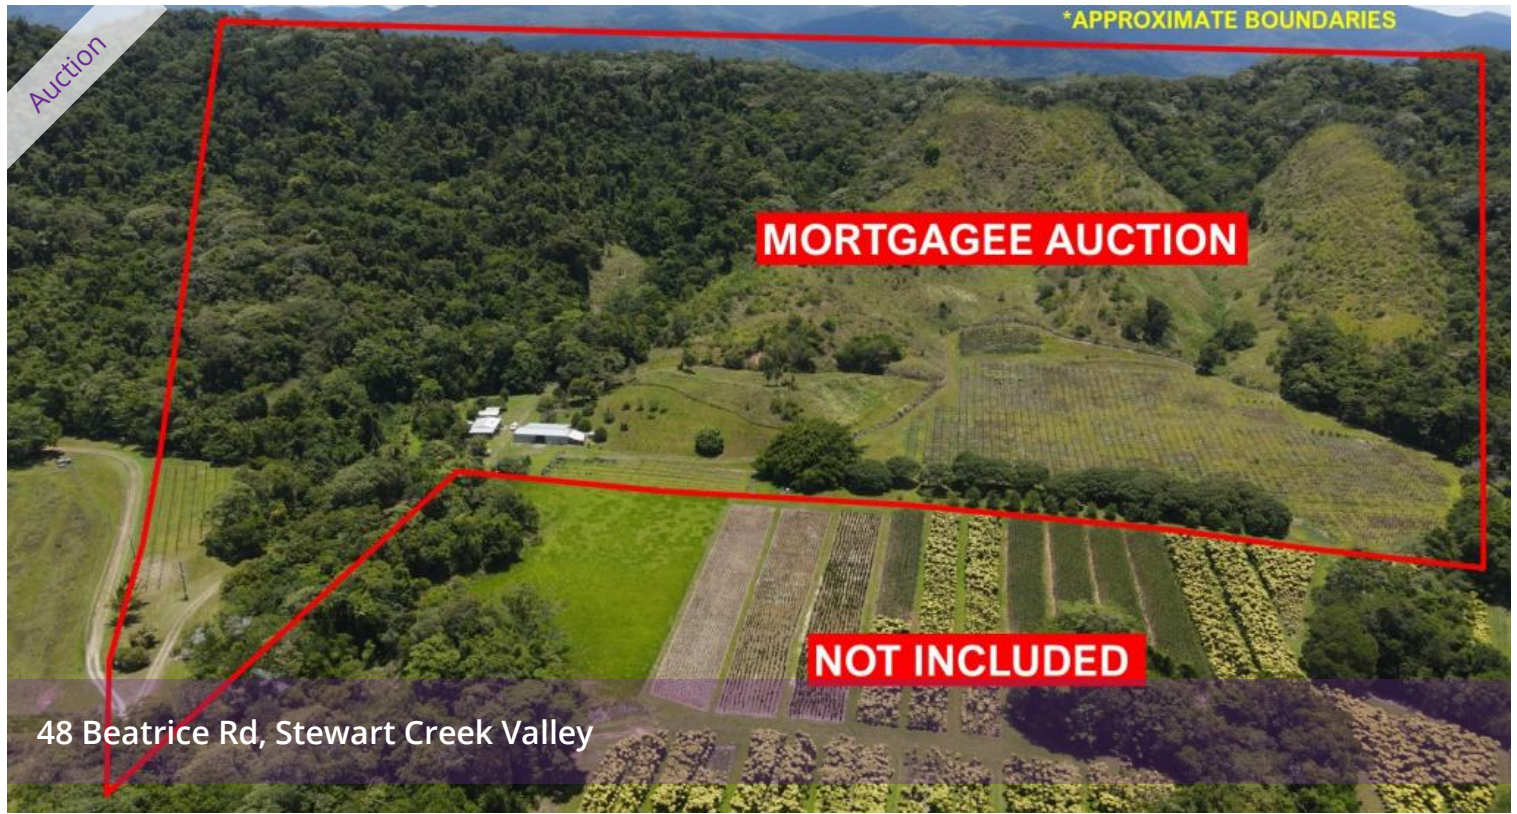 *APPROXIMATE BOUNDARIES
Auction
MORTGAGEE AUCTION
NOT INCLUDED
48 Beatrice Rd, Stewart Creek Valley